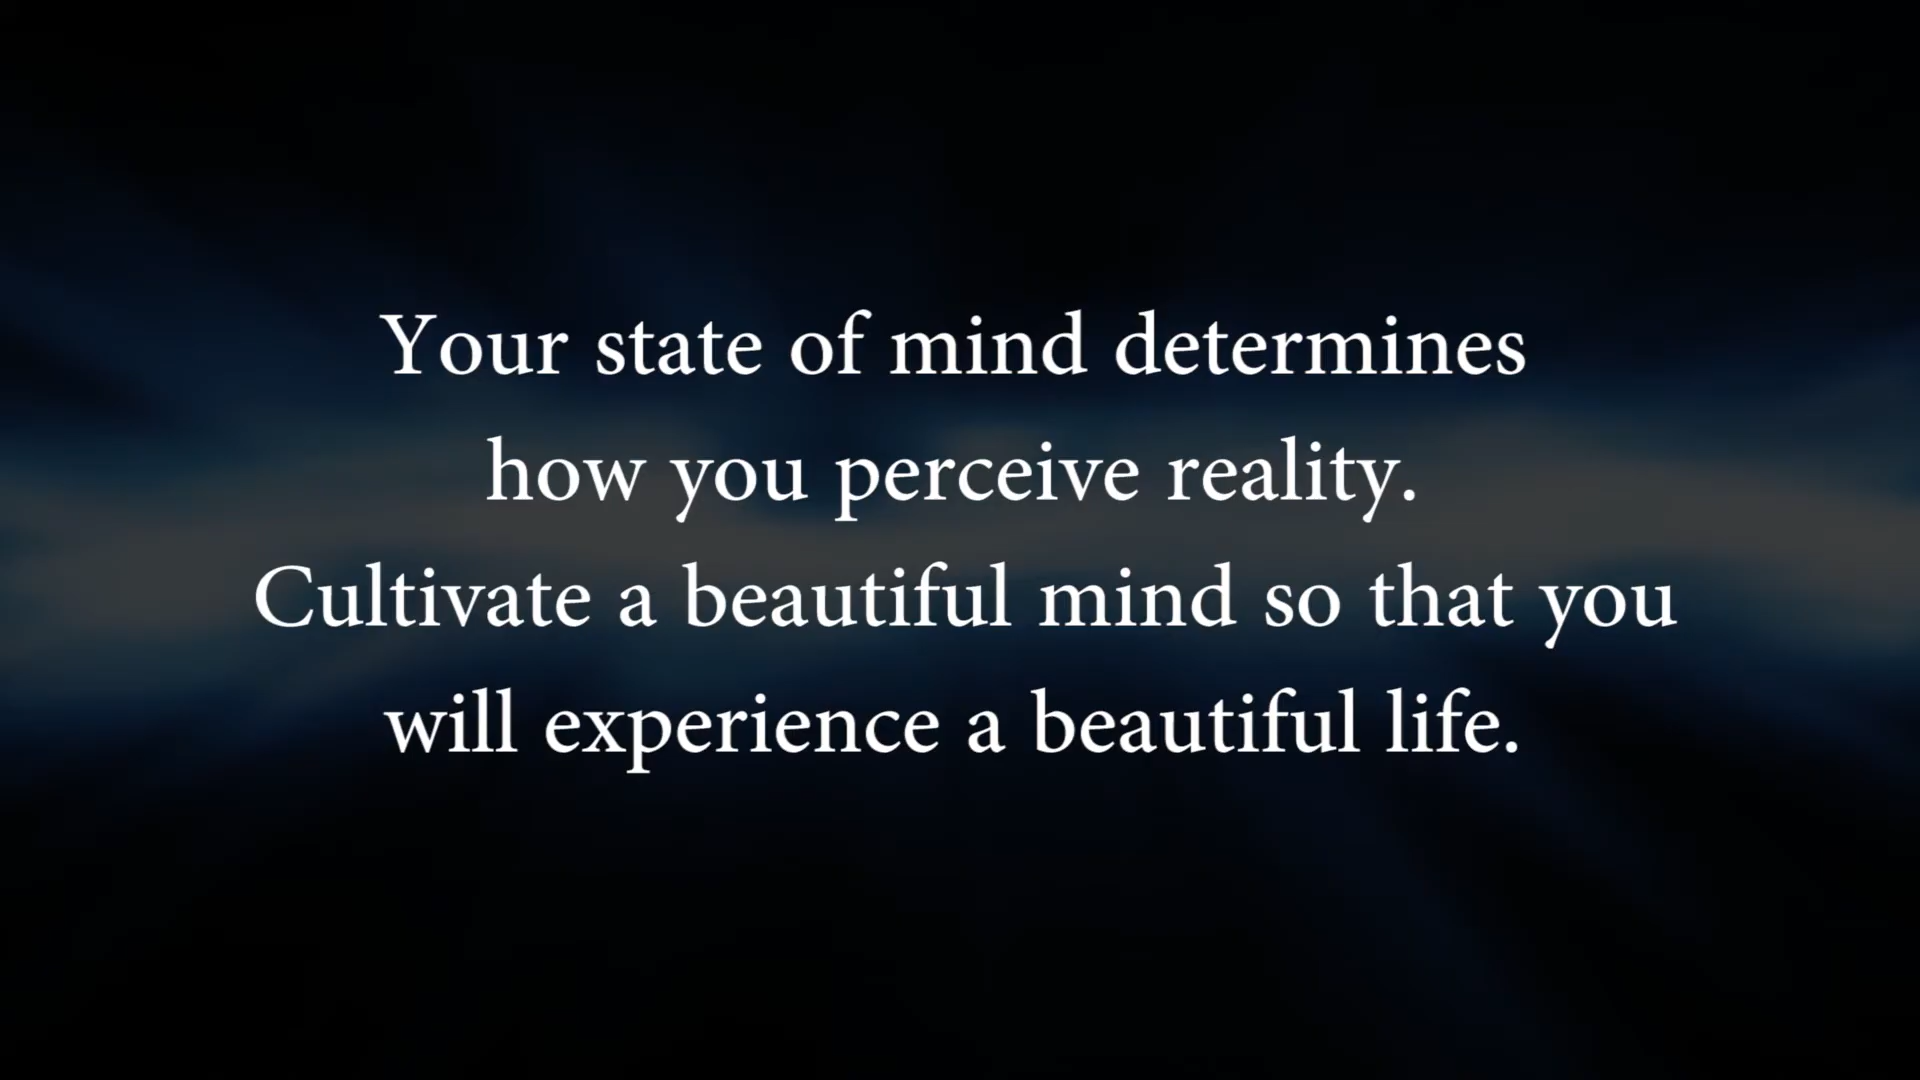 Your state of mind determines
how you perceive reality.
Cultivate a beautiful mind so that you
will experience a beautiful life.